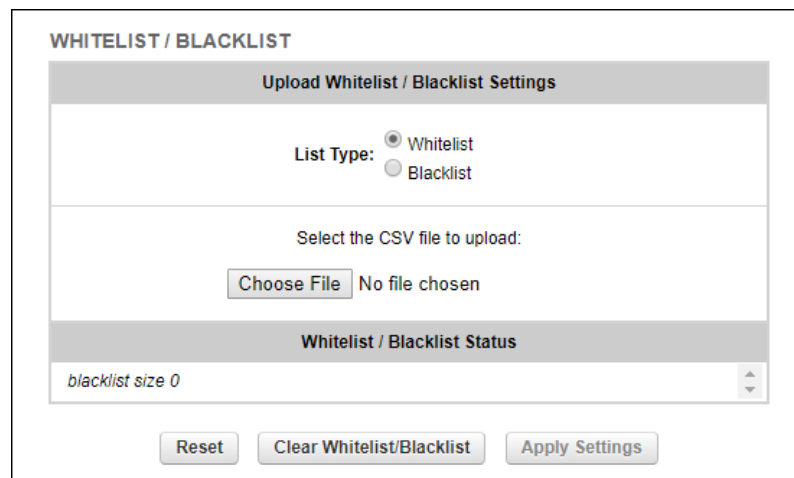 WHITELIST / BLACKLIST
Upload Whitelist / Blacklist Settings
List Type: Whitelist
Blacklist
Select the CSV file to upload:
Choose File No file chosen
Whitelist / Blacklist Status
blacklist size 0
Reset Clear Whitelist/Blacklist Apply Settings